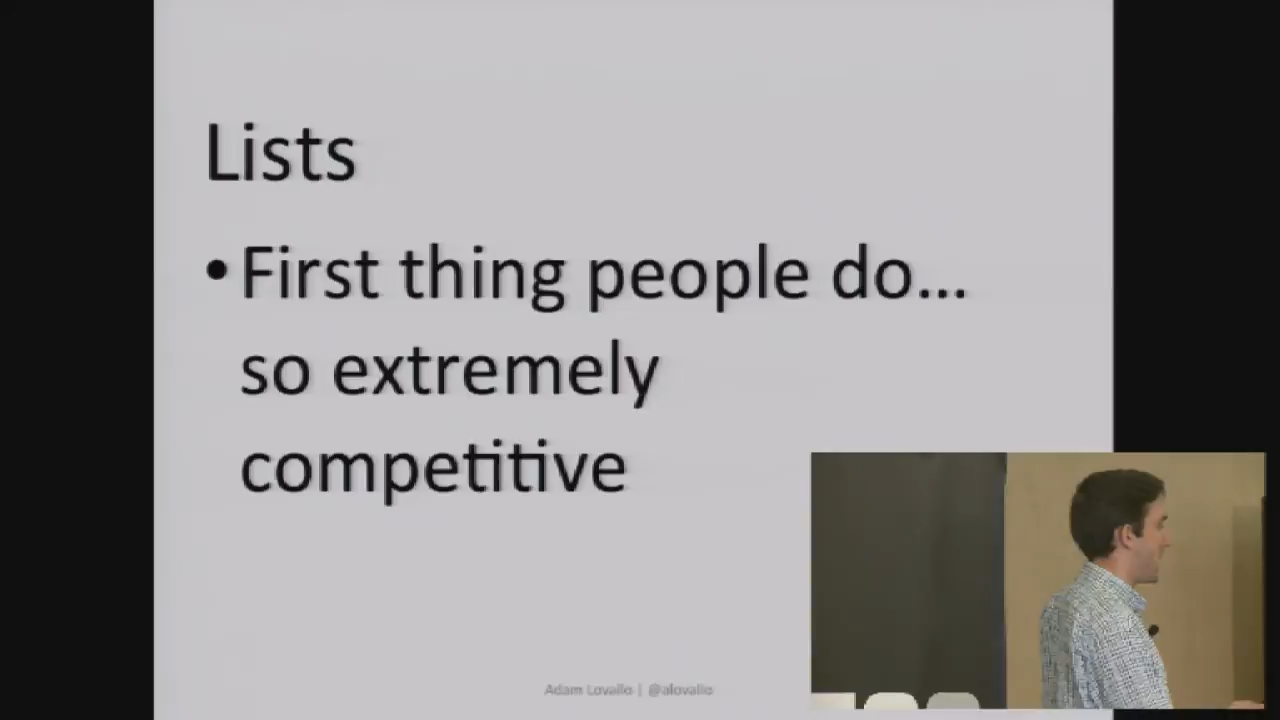 Lists
•First thing people do...
so extremely
competitive
Adam Lovallo | @alovallo